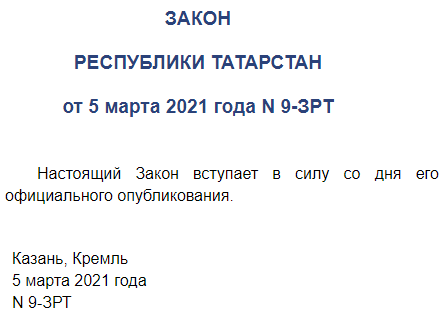 ЗАКОН
РЕСПУБЛИКИ ТАТАРСТАН
от 5 марта 2021 года N 9-ЗРТ
Настоящий Закон вступает в силу со дня его
официального опубликования.
Казань, Кремль
5 марта 2021 года
N 9-ЗРТ